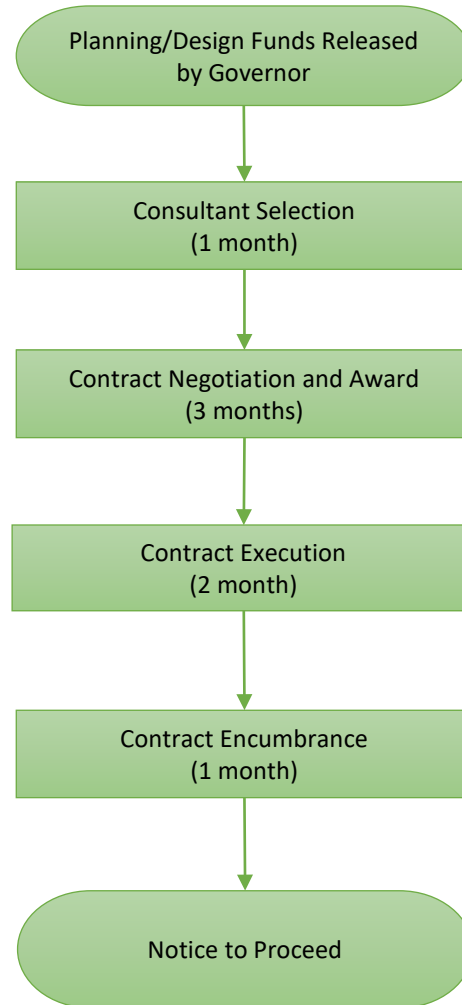 Planning/Design Funds Released
by Governor
Consultant Selection
(1 month)
Contract Negotiation and Award
(3 months)
Contract Execution
(2 month)
Contract Encumbrance
(1 month)
Notice to Proceed